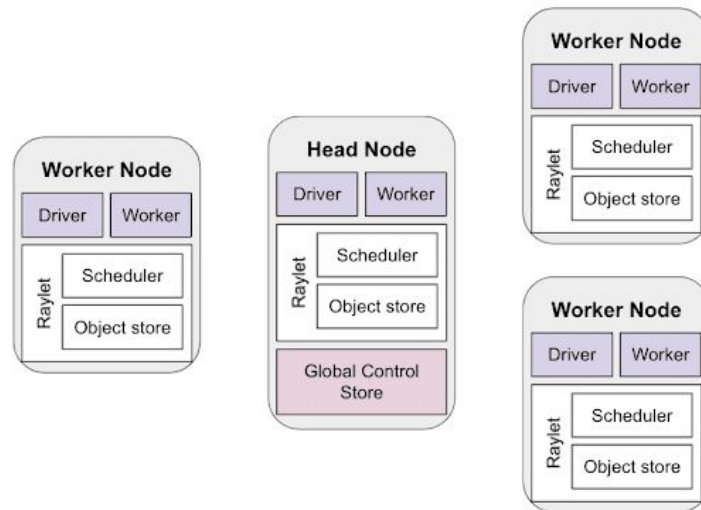 Worker Node
Driver Worker
Raylet
Scheduler
Object store
Head Node
Driver Worker
Raylet
Scheduler
Object store
Global Control
Store
Worker Node
Driver Worker
Raylet
Scheduler
Object store
Worker Node
Driver Worker
Raylet
Scheduler
Object store